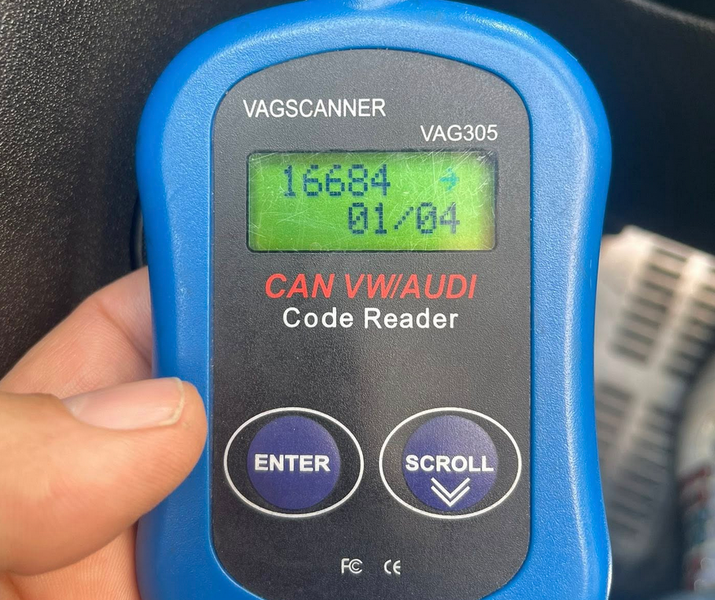 VAGSCANNER
VAG305
16684 →
01/04
CAN VW/AUDI
Code Reader
ENTER
SCROLL
FC CE